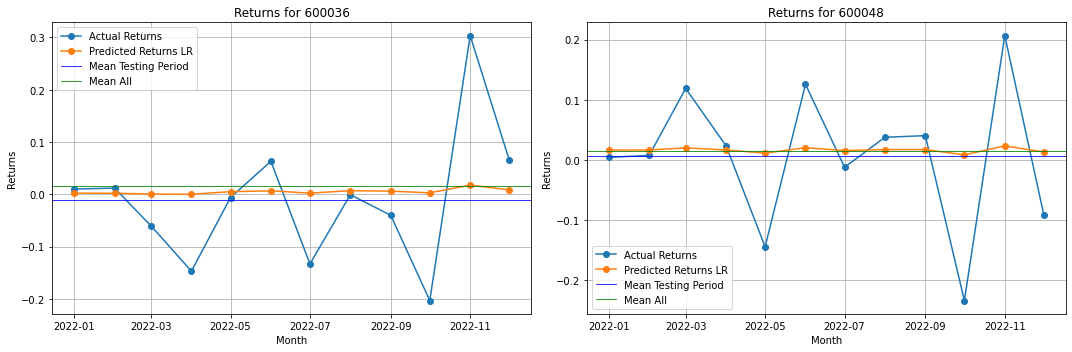 Returns for 600036
0.3
0.2
0.1
0.0
−0.1
−0.2
Returns
Actual Returns
Predicted Returns LR
Mean Testing Period
Mean All
2022-01
2022-03
2022-05
2022-07
2022-09
2022-11
Month
Returns for 600048
0.2
0.1
0.0
−0.1
−0.2
Returns
Actual Returns
Predicted Returns LR
Mean Testing Period
Mean All
2022-01
2022-03
2022-05
2022-07
2022-09
2022-11
Month